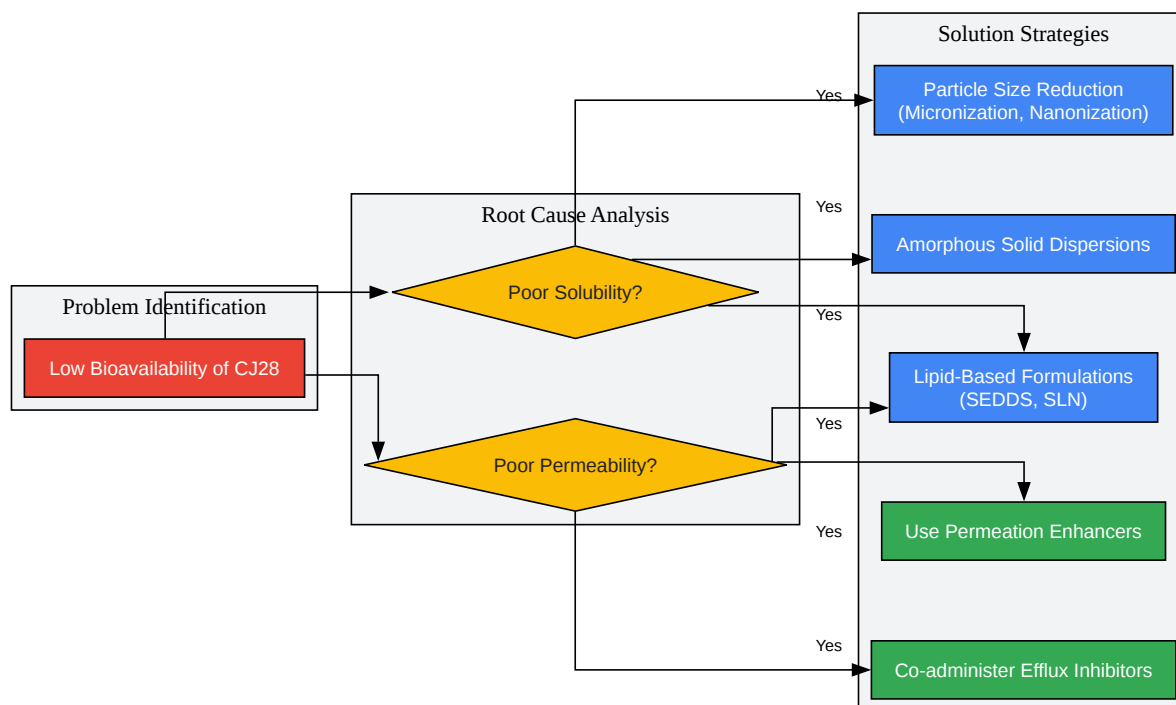 Solution Strategies
Yes
Particle Size Reduction
(Micronization, Nanonization)
Root Cause Analysis
Yes
Amorphous Solid Dispersions
Problem Identification
Poor Solubility?
Yes
Low Bioavailability of CJ28
Lipid-Based Formulations
(SEDDS, SLN)
Yes
Poor Permeability?
Yes
Use Permeation Enhancers
Yes
Co-administer Efflux Inhibitors